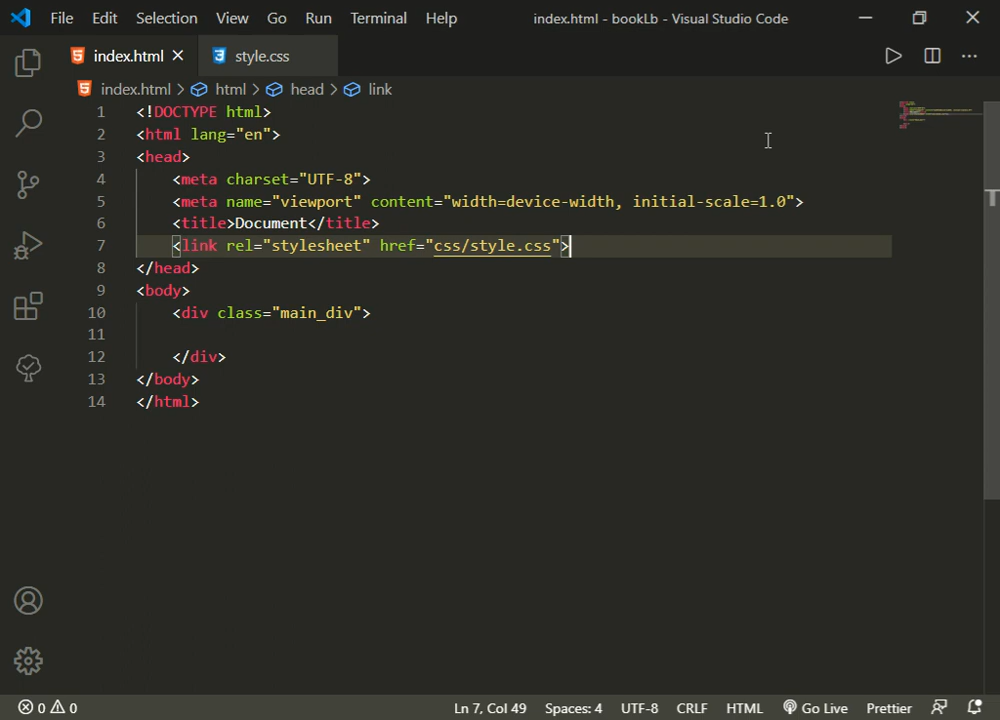 File Edit Selection View Go Run Terminal Help index.html - bookLb - Visual Studio Code
index.html style.css
index.html > html > head > link
1 <!DOCTYPE html>
2 <html lang="en">
3 <head>
4 <meta charset="UTF-8">
5 <meta name="viewport" content="width=device-width, initial-scale=1.0">
6 <title>Document</title>
7 <link rel="stylesheet" href="css/style.css">
8 </head>
9 <body>
10 <div class="main_div">
11
12 </div>
13 </body>
14 </html>
0 0 Ln 7, Col 49 Spaces: 4 UTF-8 CRLF HTML Go Live Prettier